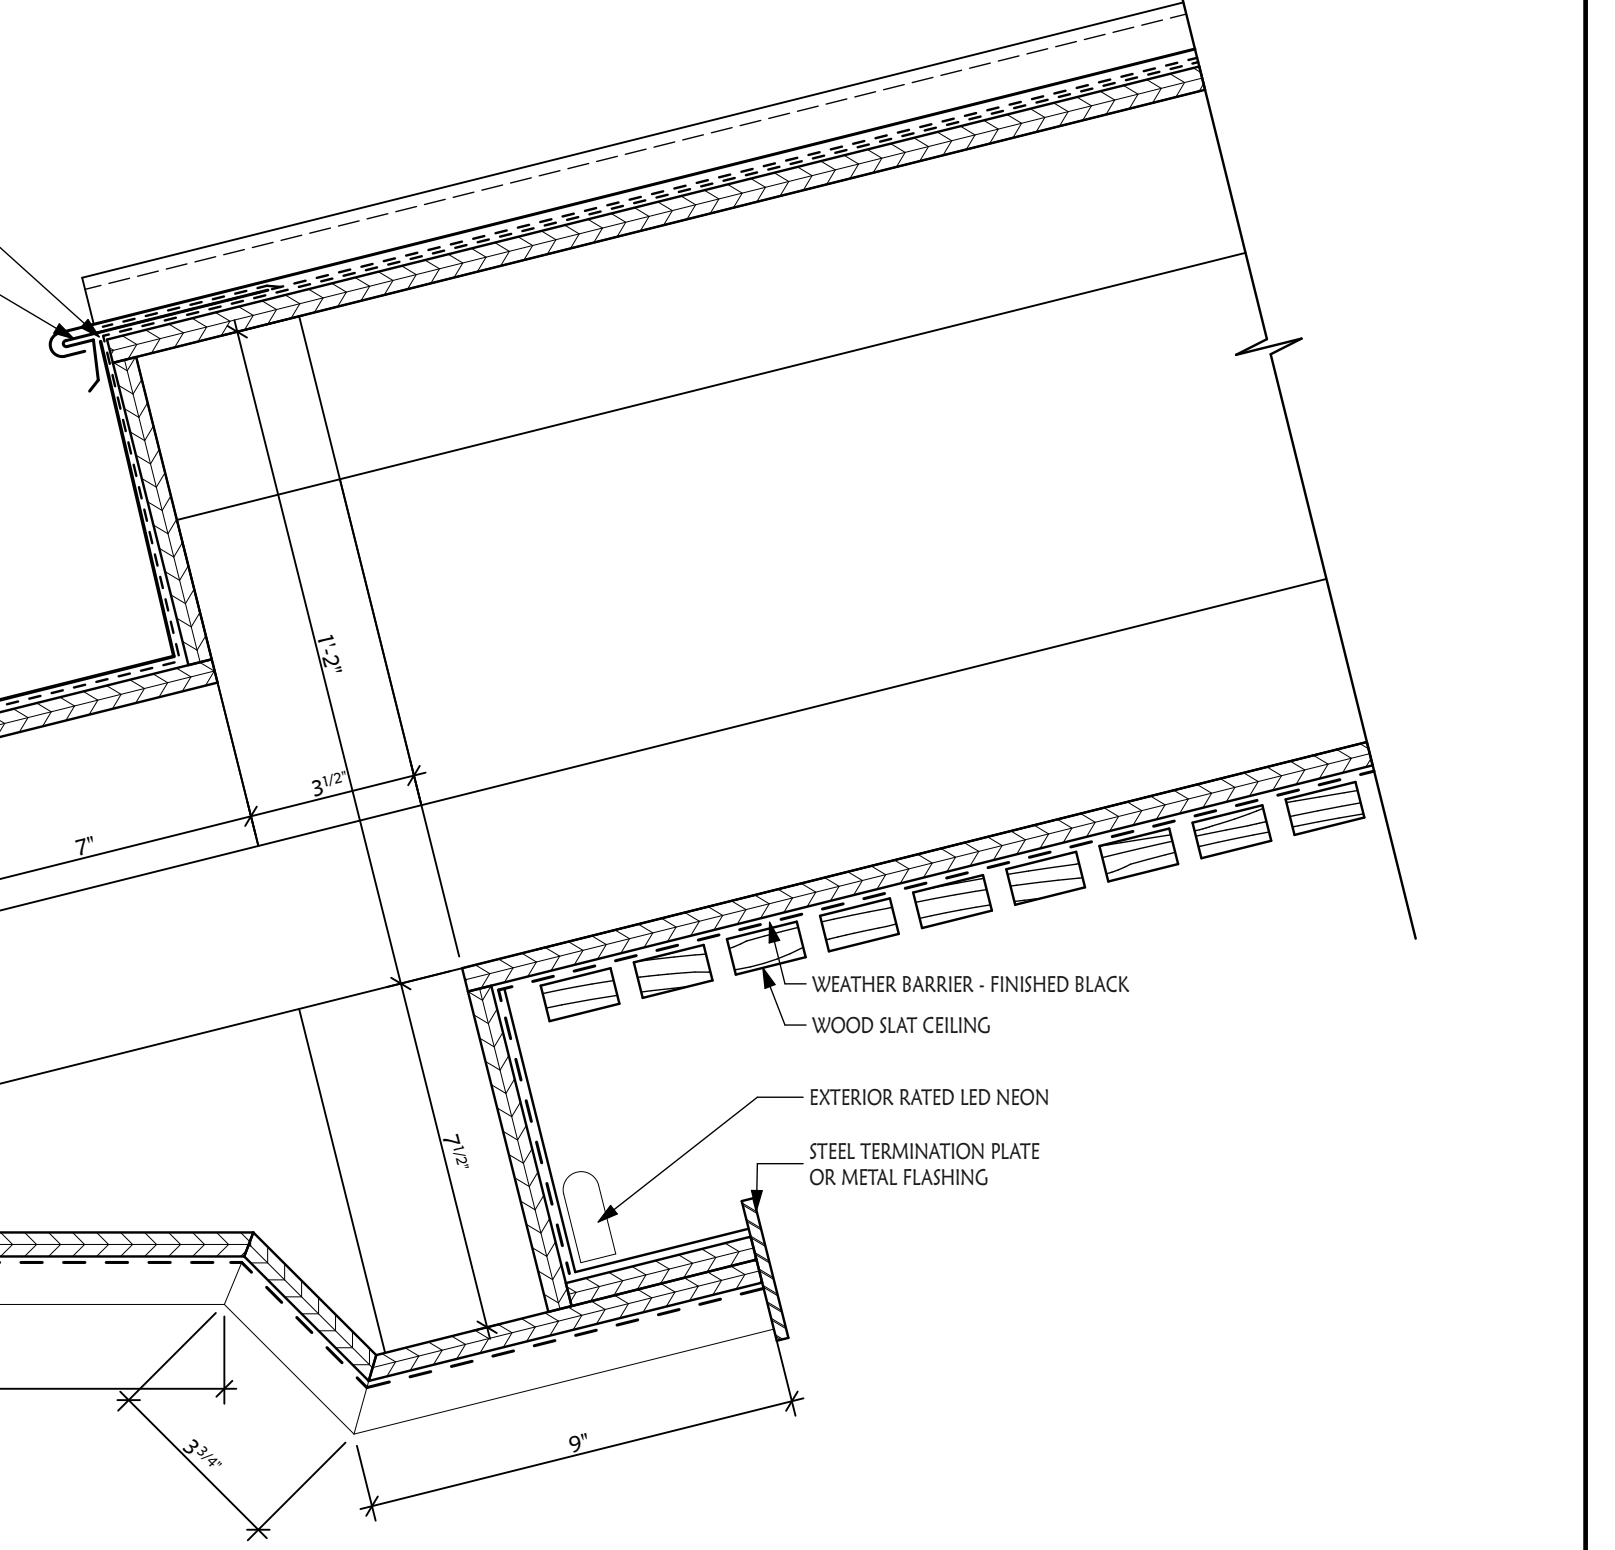 1'-2"
3 1/2"
7"
WEATHER BARRIER - FINISHED BLACK
WOOD SLAT CEILING
EXTERIOR RATED LED NEON
7 1/2"
STEEL TERMINATION PLATE
OR METAL FLASHING
3 3/4"
9"